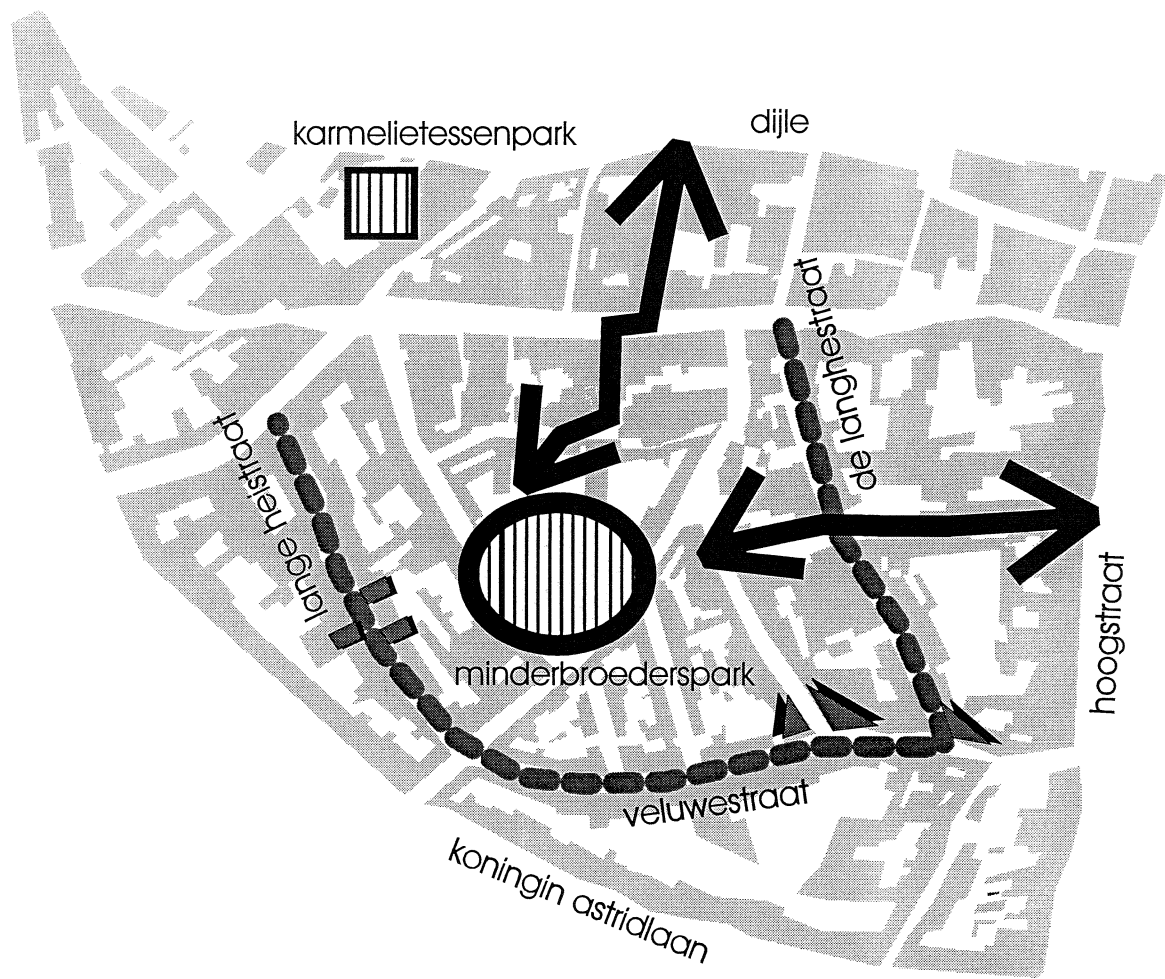 dijle
karmelietessenpark
de langhestraat
lange heistraat
hoogstraat
minderbroederspark
veluwestraat
koningin astridlaan